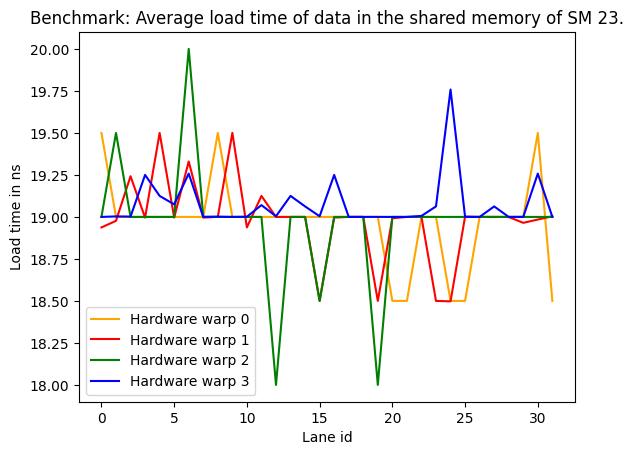 Benchmark: Average load time of data in the shared memory of SM 23.
20.00
19.75
19.50
19.25
19.00
18.75
18.50
18.25
18.00
Load time in ns
Hardware warp 0
Hardware warp 1
Hardware warp 2
Hardware warp 3
0 5 10 15 20 25 30
Lane id